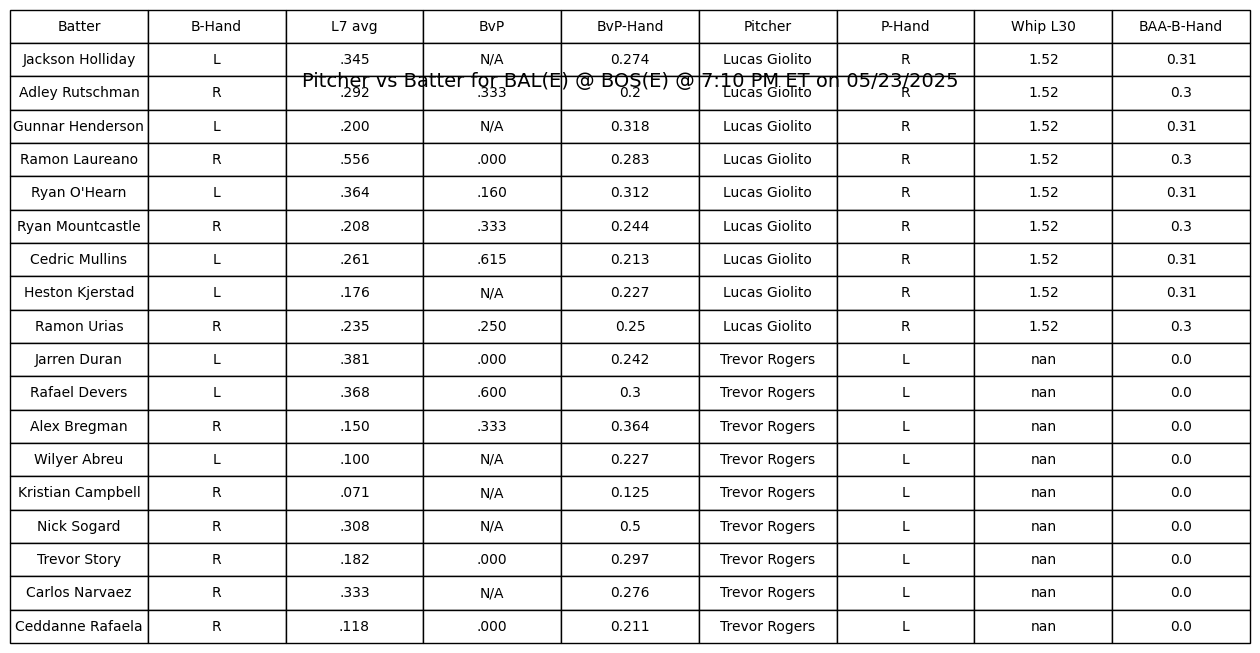 Batter B-Hand L7 avg BvP BvP-Hand Pitcher P-Hand Whip L30 BAA-B-Hand
Jackson Holliday L .345 N/A 0.274 Lucas Giolito R 1.52 0.31
Pitcher vs Batter for BAL(E) @ BOS(E) @ 7:10 PM ET on 05/23/2025
Adley Rutschman R .292 .333 0.2 Lucas Giolito R 1.52 0.3
Gunnar Henderson L .200 N/A 0.318 Lucas Giolito R 1.52 0.31
Ramon Laureano R .556 .000 0.283 Lucas Giolito R 1.52 0.3
Ryan O'Hearn L .364 .160 0.312 Lucas Giolito R 1.52 0.31
Ryan Mountcastle R .208 .333 0.244 Lucas Giolito R 1.52 0.3
Cedric Mullins L .261 .615 0.213 Lucas Giolito R 1.52 0.31
Heston Kjerstad L .176 N/A 0.227 Lucas Giolito R 1.52 0.31
Ramon Urias R .235 .250 0.25 Lucas Giolito R 1.52 0.3
Jarren Duran L .381 .000 0.242 Trevor Rogers L nan 0.0
Rafael Devers L .368 .600 0.3 Trevor Rogers L nan 0.0
Alex Bregman R .150 .333 0.364 Trevor Rogers L nan 0.0
Wilyer Abreu L .100 N/A 0.227 Trevor Rogers L nan 0.0
Kristian Campbell R .071 N/A 0.125 Trevor Rogers L nan 0.0
Nick Sogard R .308 N/A 0.5 Trevor Rogers L nan 0.0
Trevor Story R .182 .000 0.297 Trevor Rogers L nan 0.0
Carlos Narvaez R .333 N/A 0.276 Trevor Rogers L nan 0.0
Ceddanne Rafaela R .118 .000 0.211 Trevor Rogers L nan 0.0